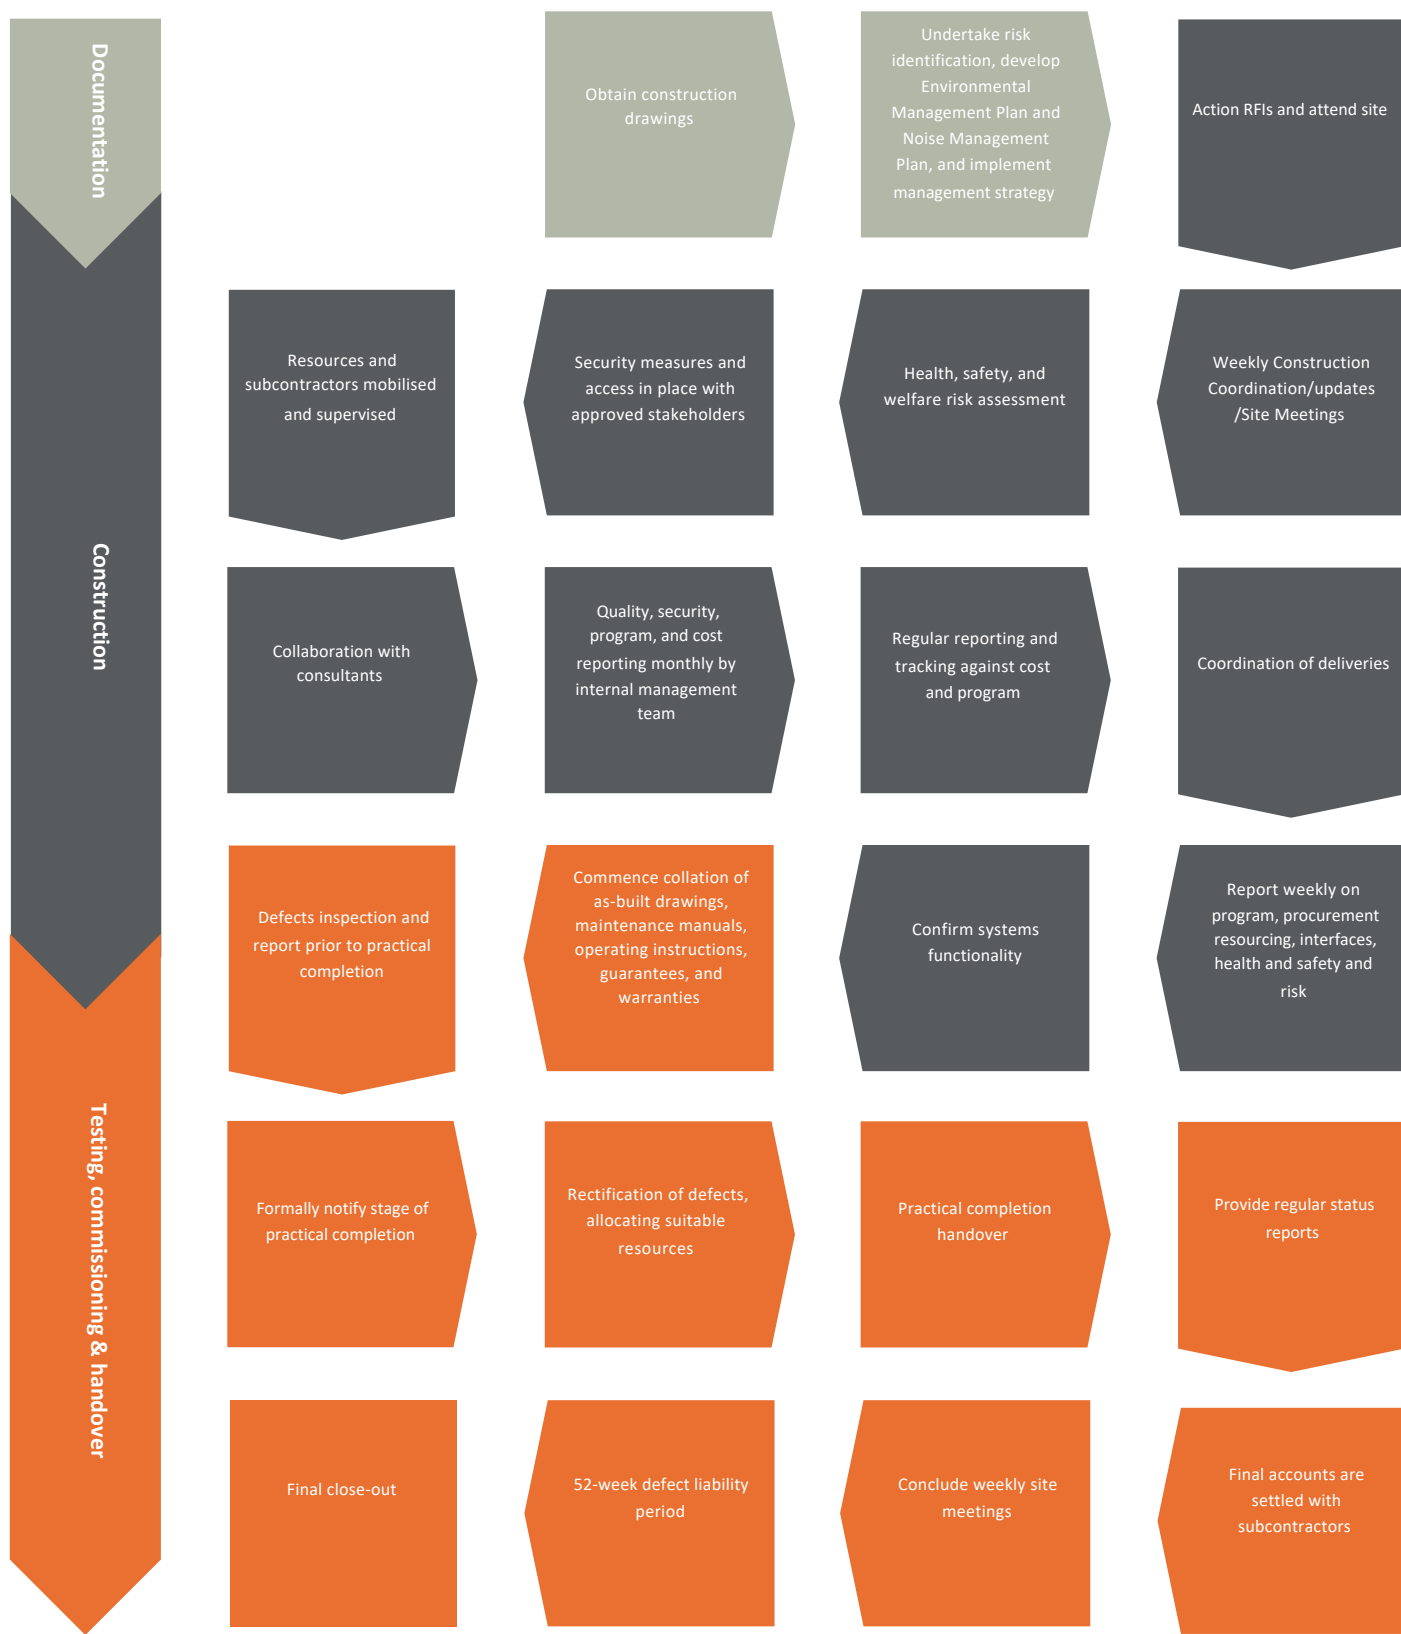 Documentation
Obtain construction
drawings
Undertake risk
identification, develop
Environmental
Management Plan and
Noise Management
Plan, and implement
management strategy
Action RFIs and attend site
Construction
Weekly Construction
Coordination/updates
/Site Meetings
Health, safety, and
welfare risk assessment
Security measures and
access in place with
approved stakeholders
Resources and
subcontractors mobilised
and supervised
Collaboration with
consultants
Quality, security,
program, and cost
reporting monthly by
internal management
team
Regular reporting and
tracking against cost
and program
Coordination of deliveries
Report weekly on
program, procurement
resourcing, interfaces,
health and safety and
risk
Confirm systems
functionality
Commence collation of
as-built drawings,
maintenance manuals,
operating instructions,
guarantees, and
warranties
Defects inspection and
report prior to practical
completion
Testing, commissioning & handover
Formally notify stage of
practical completion
Rectification of defects,
allocating suitable
resources
Practical completion
handover
Provide regular status
reports
Final accounts are
settled with
subcontractors
Conclude weekly site
meetings
52-week defect liability
period
Final close-out